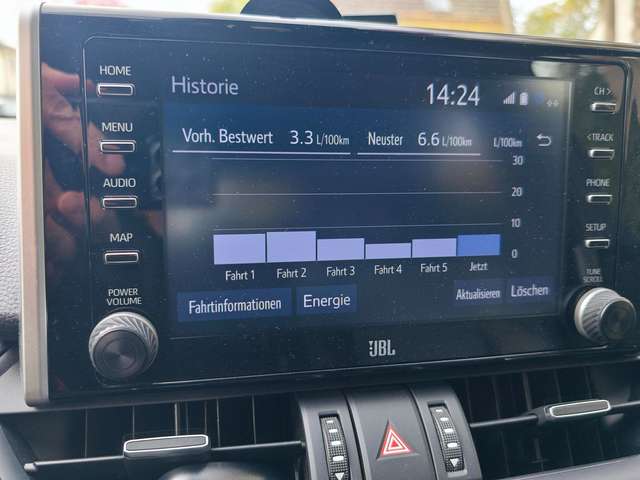 HOME
MENU
AUDIO
MAP
POWER
VOLUME
Historie
14:24
Vorh. Bestwert 3.3 L/100km Neuster 6.6 L/100km L/100km
30
20
10
0
Fahrt 1 Fahrt 2 Fahrt 3 Fahrt 4 Fahrt 5 Jetzt
Fahrtinformationen Energie Aktualisieren Löschen
CH >
< TRACK
PHONE
SETUP
TUNE
SCROLL
JBL